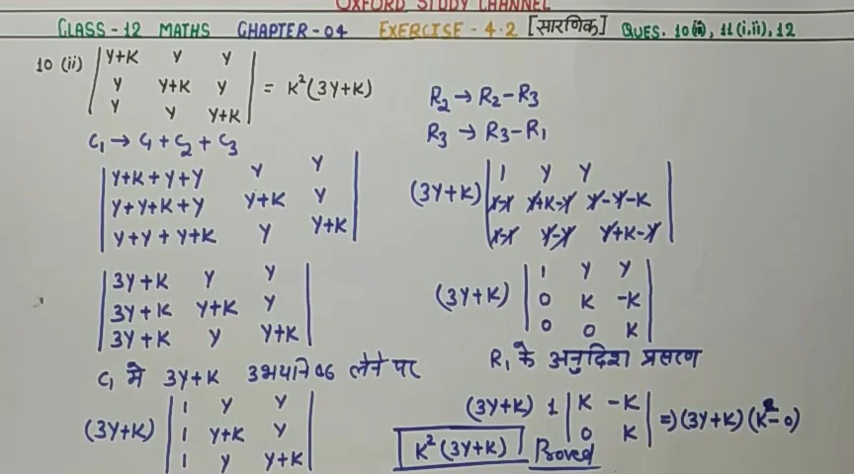 OXFORD STUDY CHANNEL
CLASS-12 MATHS CHAPTER-04 EXERCISE-4.2 [सारणिक] QUES. 10(ii), 11(i,ii), 12
10 (ii) | Y+K Y Y |
| Y Y+K Y | = K²(3Y+K)
| Y Y Y+K |
C₁ → C₁ + C₂ + C₃
| Y+K+Y+Y Y Y |
| Y+Y+K+Y Y+K Y |
| Y+Y+Y+K Y Y+K |
| 3Y+K Y Y |
| 3Y+K Y+K Y |
| 3Y+K Y Y+K |
C₁ में 3Y+K लेने पर
| 1 Y Y |
(3Y+K) | 1 Y+K Y |
| 1 Y Y+K |
R₂ → R₂-R₃
R₃ → R₃-R₁
| 1 Y Y |
(3Y+K) | 1-1 Y+K-Y Y-Y-K |
| 1-1 Y-Y Y+K-Y |
| 1 Y Y |
(3Y+K) | 0 K -K |
| 0 0 K |
R₁ के अनुदिश प्रसरण
(3Y+K) 1 | K -K | ⇒ (3Y+K) (K²-0)
| 0 K |
K² (3Y+K) Proved